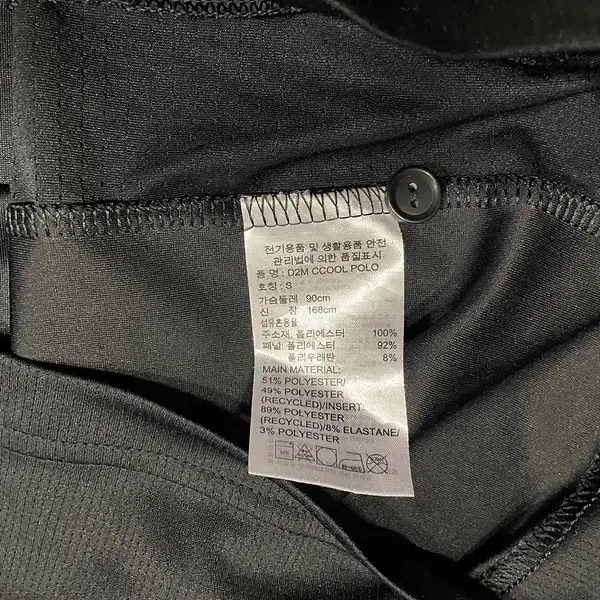 전기용품 및 생활용품 안전
관리법에 의한 품질표시
품 명 : D2M CCOOL POLO
호칭 : S
가슴둘레 90cm
신 장 168cm
섬유혼용율
주소재: 폴리에스터 100%
패널: 폴리에스터 92%
폴리우레탄 8%
MAIN MATERIAL:
51% POLYESTER/
49% POLYESTER
(RECYCLED)/INSERT:
89% POLYESTER
(RECYCLED)/8% ELASTANE/
3% POLYESTER